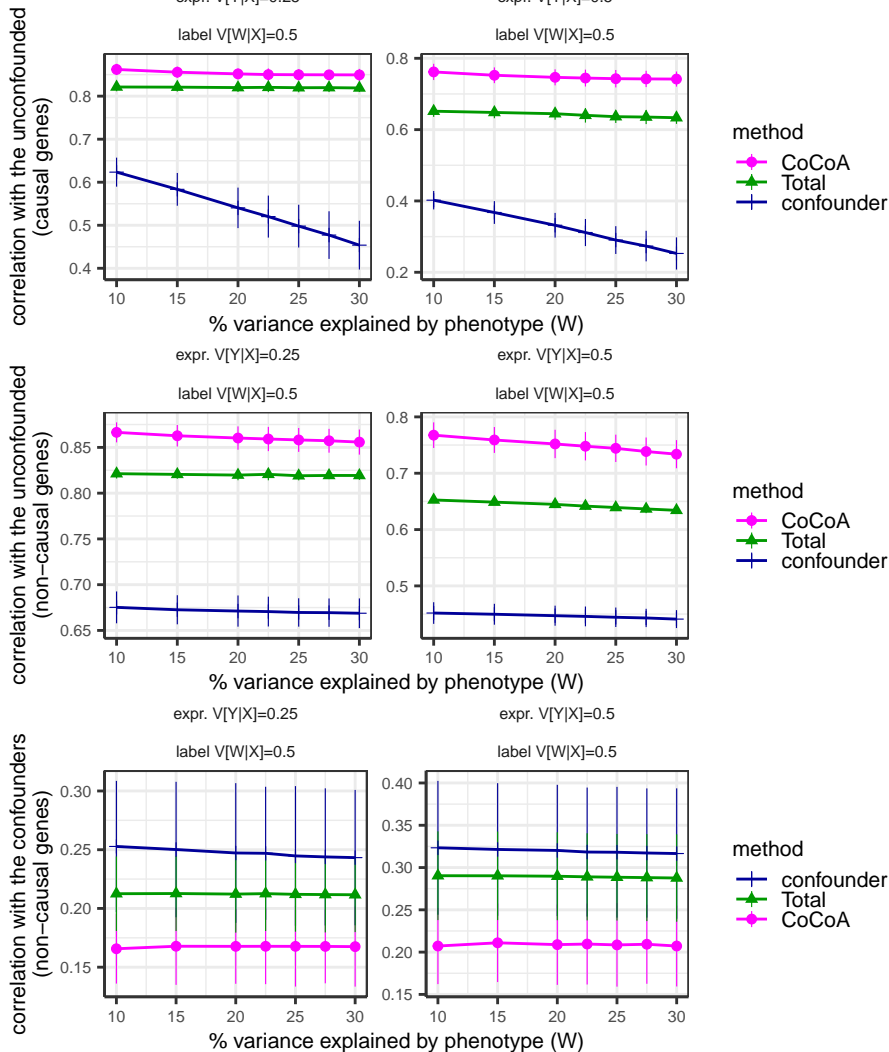 expr. V[Y|X]=0.25
expr. V[Y|X]=0.5
label V[W|X]=0.5
label V[W|X]=0.5
correlation with the unconfounded
(causal genes)
0.8
0.7
0.6
0.5
0.4
0.8
0.6
0.4
0.2
10 15 20 25 30
10 15 20 25 30
% variance explained by phenotype (W)
method
CoCoA
Total
confounder
expr. V[Y|X]=0.25
expr. V[Y|X]=0.5
label V[W|X]=0.5
label V[W|X]=0.5
correlation with the unconfounded
(non−causal genes)
0.85
0.80
0.75
0.70
0.65
0.8
0.7
0.6
0.5
10 15 20 25 30
10 15 20 25 30
% variance explained by phenotype (W)
method
CoCoA
Total
confounder
expr. V[Y|X]=0.25
expr. V[Y|X]=0.5
label V[W|X]=0.5
label V[W|X]=0.5
correlation with the confounders
(non−causal genes)
0.30
0.25
0.20
0.15
0.40
0.35
0.30
0.25
0.20
0.15
10 15 20 25 30
10 15 20 25 30
% variance explained by phenotype (W)
method
confounder
Total
CoCoA